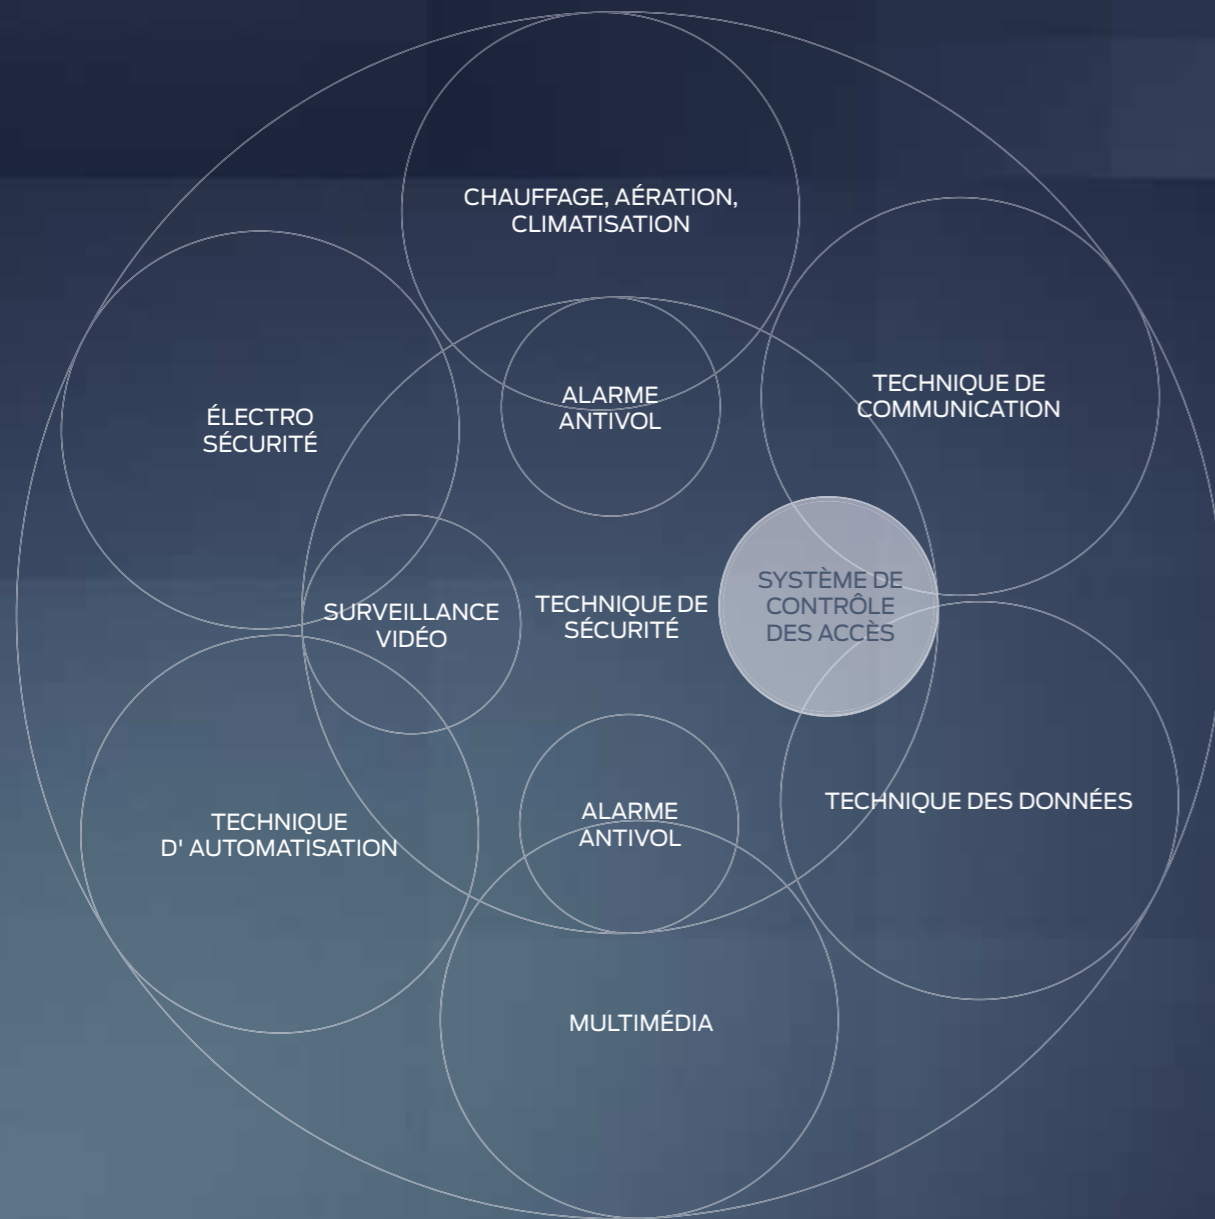 CHAUFFAGE, AÉRATION,
CLIMATISATION
TECHNIQUE DE
COMMUNICATION
ALARME
ANTIVOL
ÉLECTRO
SÉCURITÉ
SYSTÈME DE
CONTRÔLE
DES ACCÈS
TECHNIQUE DE
SÉCURITÉ
SURVEILLANCE
VIDÉO
TECHNIQUE DES DONNÉES
ALARME
ANTIVOL
TECHNIQUE
D' AUTOMATISATION
MULTIMÉDIA